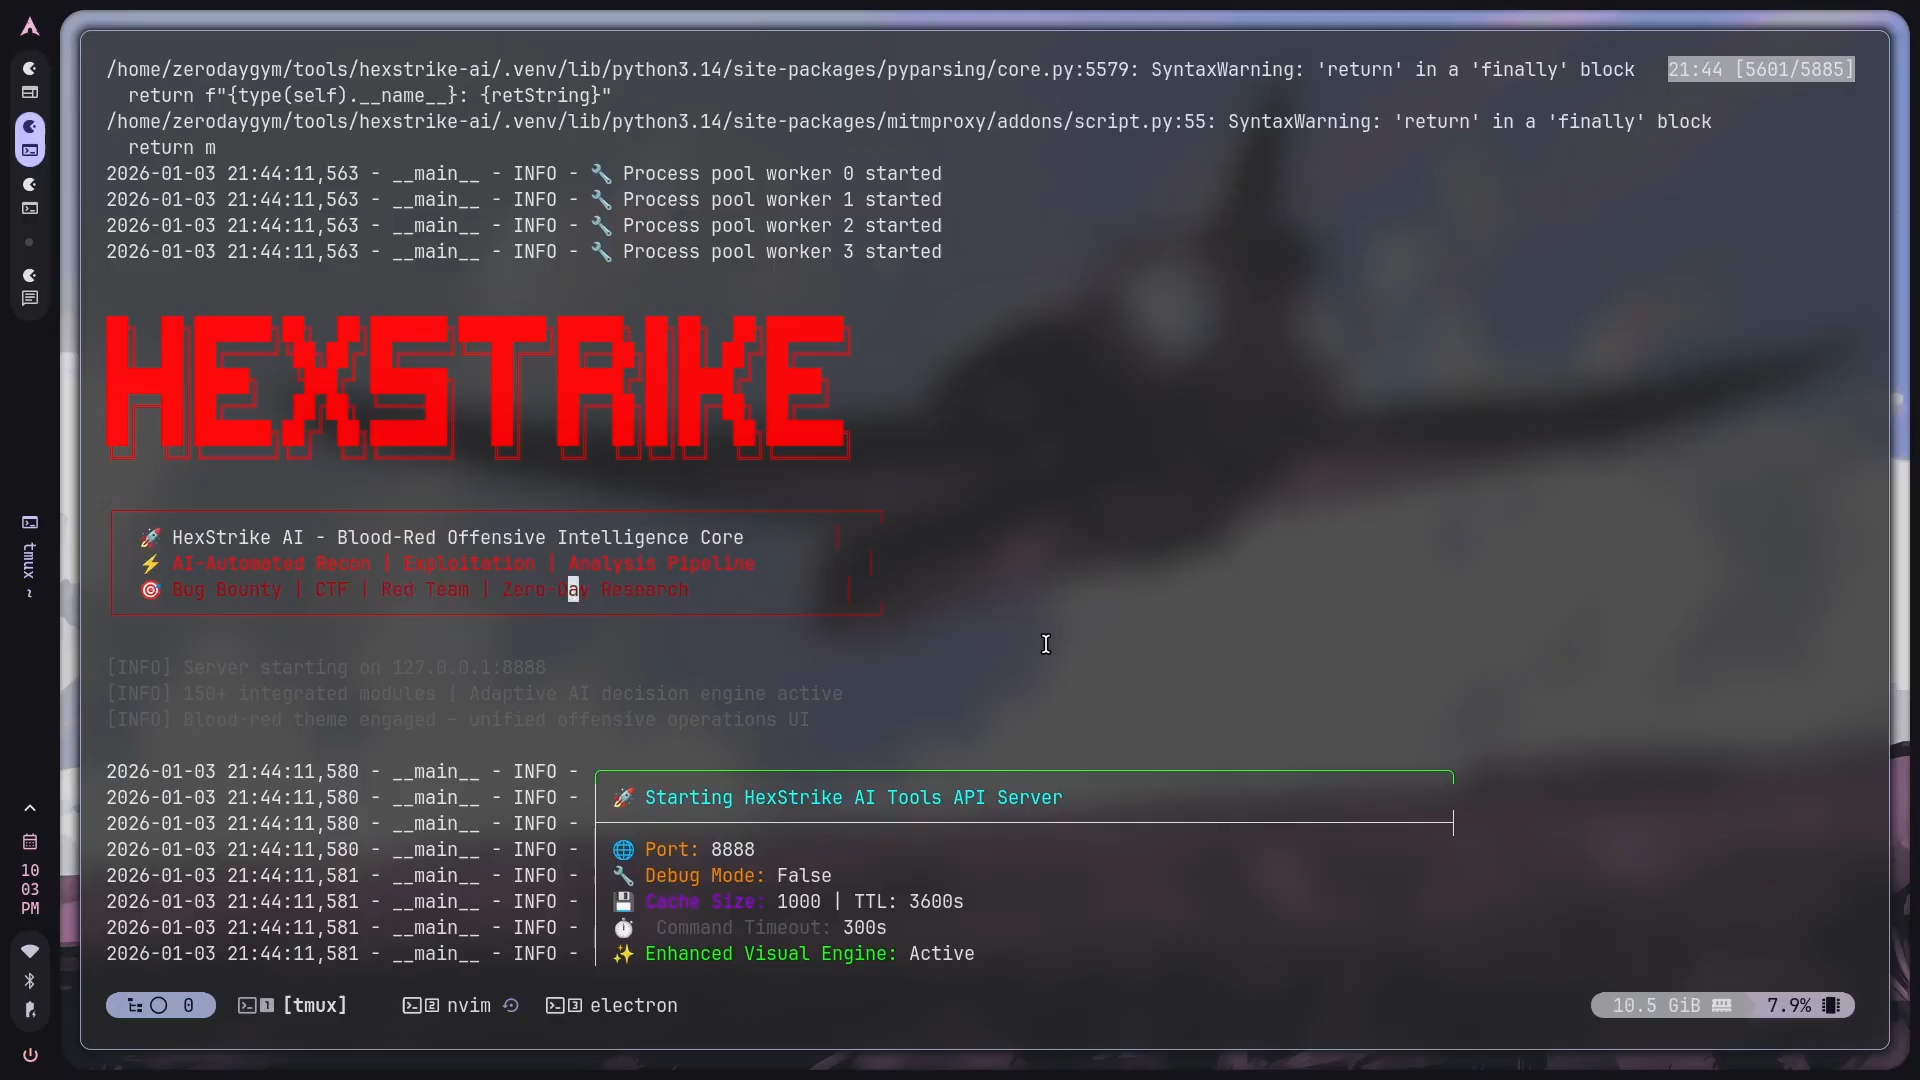 /home/zerodaygym/tools/hexstrike-ai/.venv/lib/python3.14/site-packages/pyparsing/core.py:5579: SyntaxWarning: 'return' in a 'finally' block
21:44 [5601/5885]
return f"{type(self).__name__}: {retString}"
/home/zerodaygym/tools/hexstrike-ai/.venv/lib/python3.14/site-packages/mitmproxy/addons/script.py:55: SyntaxWarning: 'return' in a 'finally' block
return m
2026-01-03 21:44:11,563 - __main__ - INFO - 🔧 Process pool worker 0 started
2026-01-03 21:44:11,563 - __main__ - INFO - 🔧 Process pool worker 1 started
2026-01-03 21:44:11,563 - __main__ - INFO - 🔧 Process pool worker 2 started
2026-01-03 21:44:11,563 - __main__ - INFO - 🔧 Process pool worker 3 started
HEXSTRIKE
🚀 HexStrike AI - Blood-Red Offensive Intelligence Core
⚡ AI-Automated Recon | Exploitation | Analysis Pipeline
🎯 Bug Bounty | CTF | Red Team | Zero-Day Research
[INFO] Server starting on 127.0.0.1:8888
[INFO] 150+ integrated modules | Adaptive AI decision engine active
[INFO] Blood-red theme engaged – unified offensive operations UI
2026-01-03 21:44:11,580 - __main__ - INFO -
2026-01-03 21:44:11,580 - __main__ - INFO - 🚀 Starting HexStrike AI Tools API Server
2026-01-03 21:44:11,580 - __main__ - INFO -
2026-01-03 21:44:11,580 - __main__ - INFO - 🌐 Port: 8888
2026-01-03 21:44:11,581 - __main__ - INFO - 🔧 Debug Mode: False
2026-01-03 21:44:11,581 - __main__ - INFO - 💾 Cache Size: 1000 | TTL: 3600s
2026-01-03 21:44:11,581 - __main__ - INFO - ⏱️ Command Timeout: 300s
2026-01-03 21:44:11,581 - __main__ - INFO - ✨ Enhanced Visual Engine: Active
0 1 [tmux] 2 nvim 3 electron
10.5 GiB 7.9%
tmux ~
10
03
PM